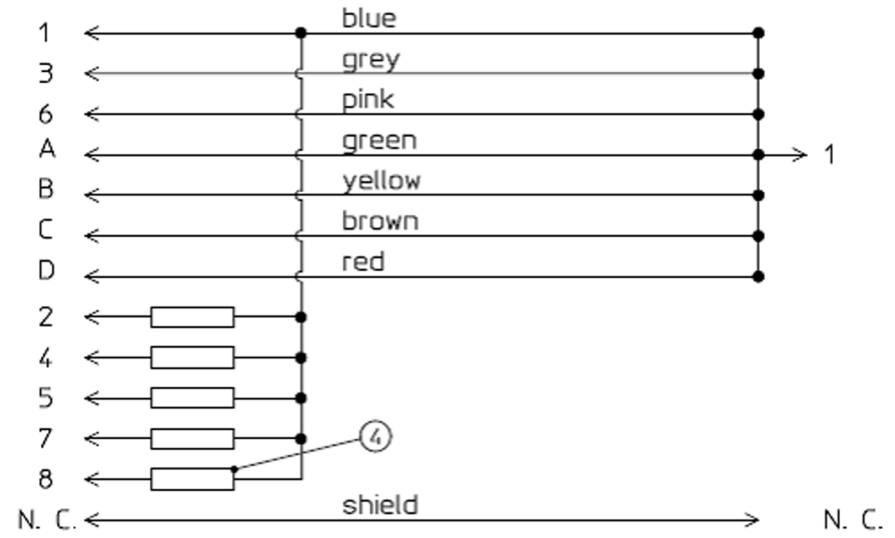 1 blue
3 grey
6 pink
A green 1
B yellow
C brown
D red
2
4
5
7 4
8
N. C. shield N. C.